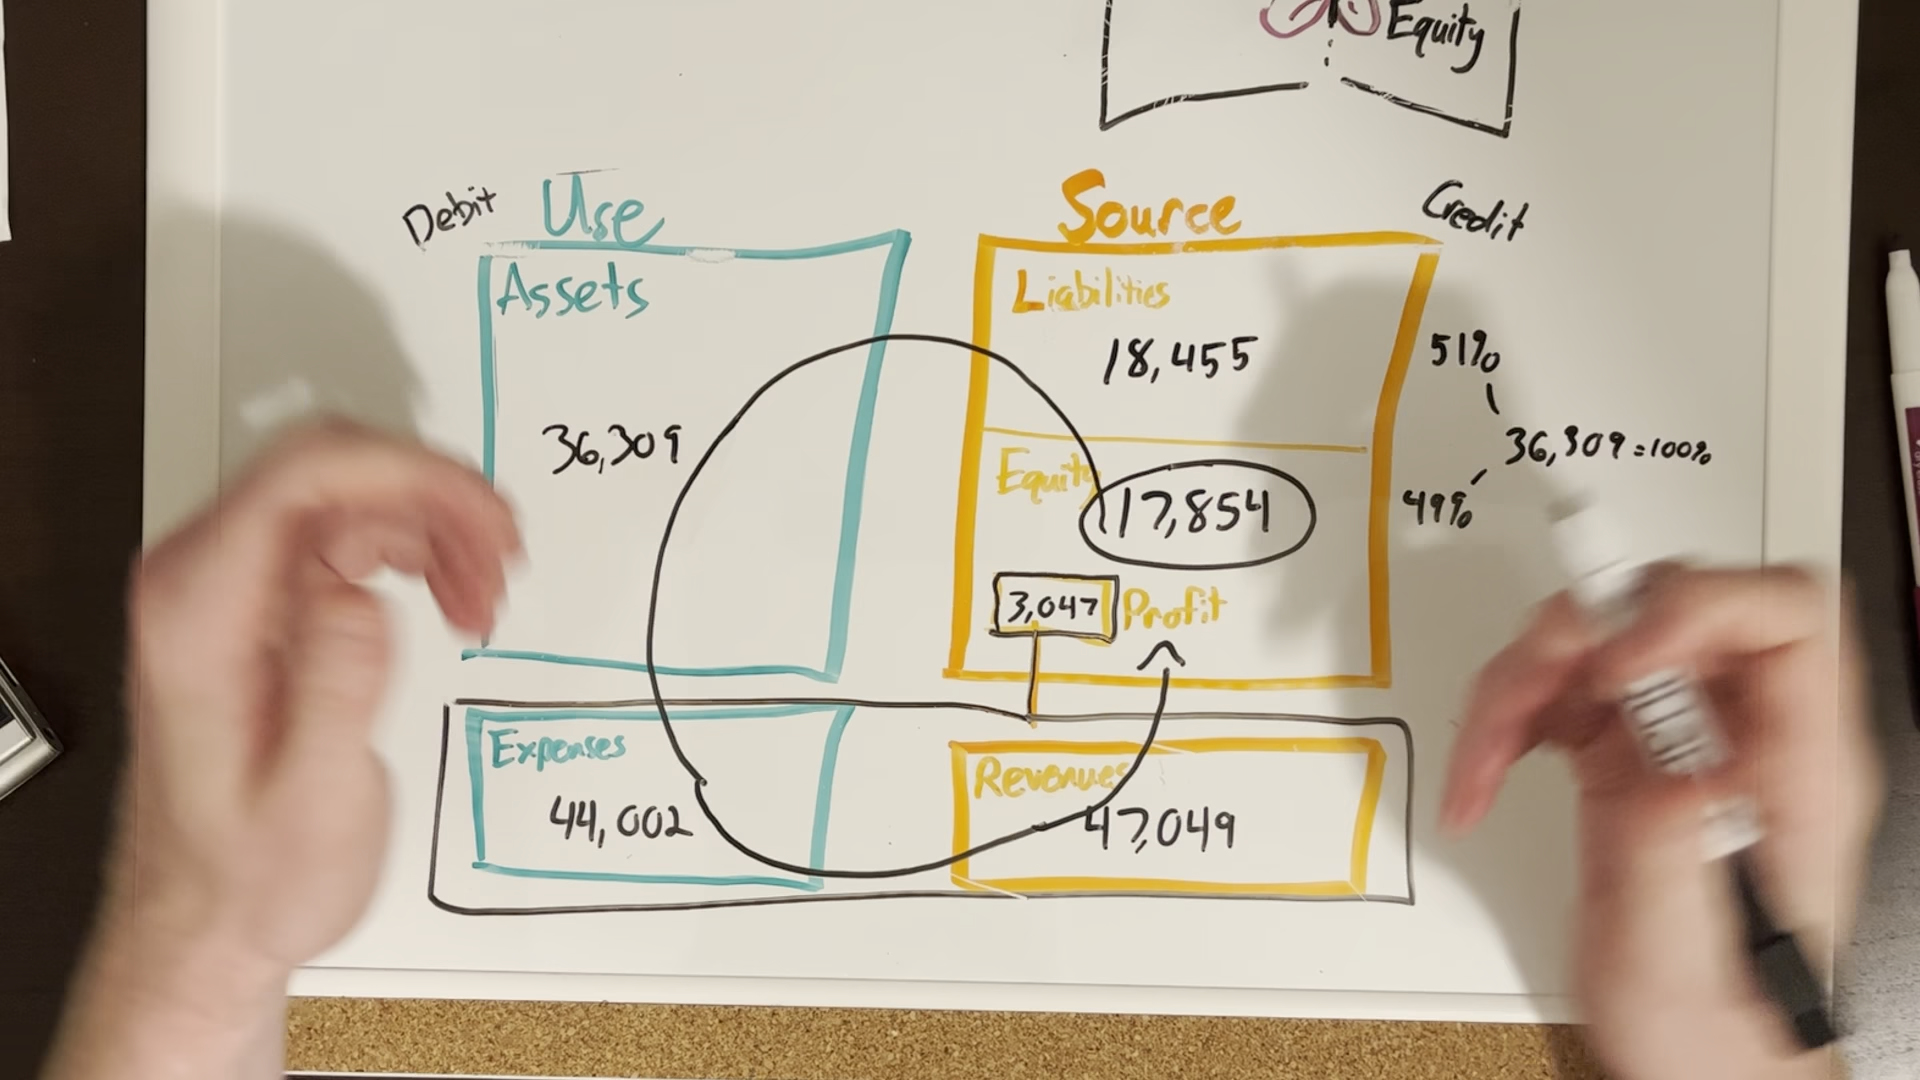 Equity
Debit
Use
Source
Credit
Assets
36,309
Liabilities
18,455
51%
36,309=100%
Equity
17,854
49%
3,047
Profit
Expenses
44,002
Revenues
47,049